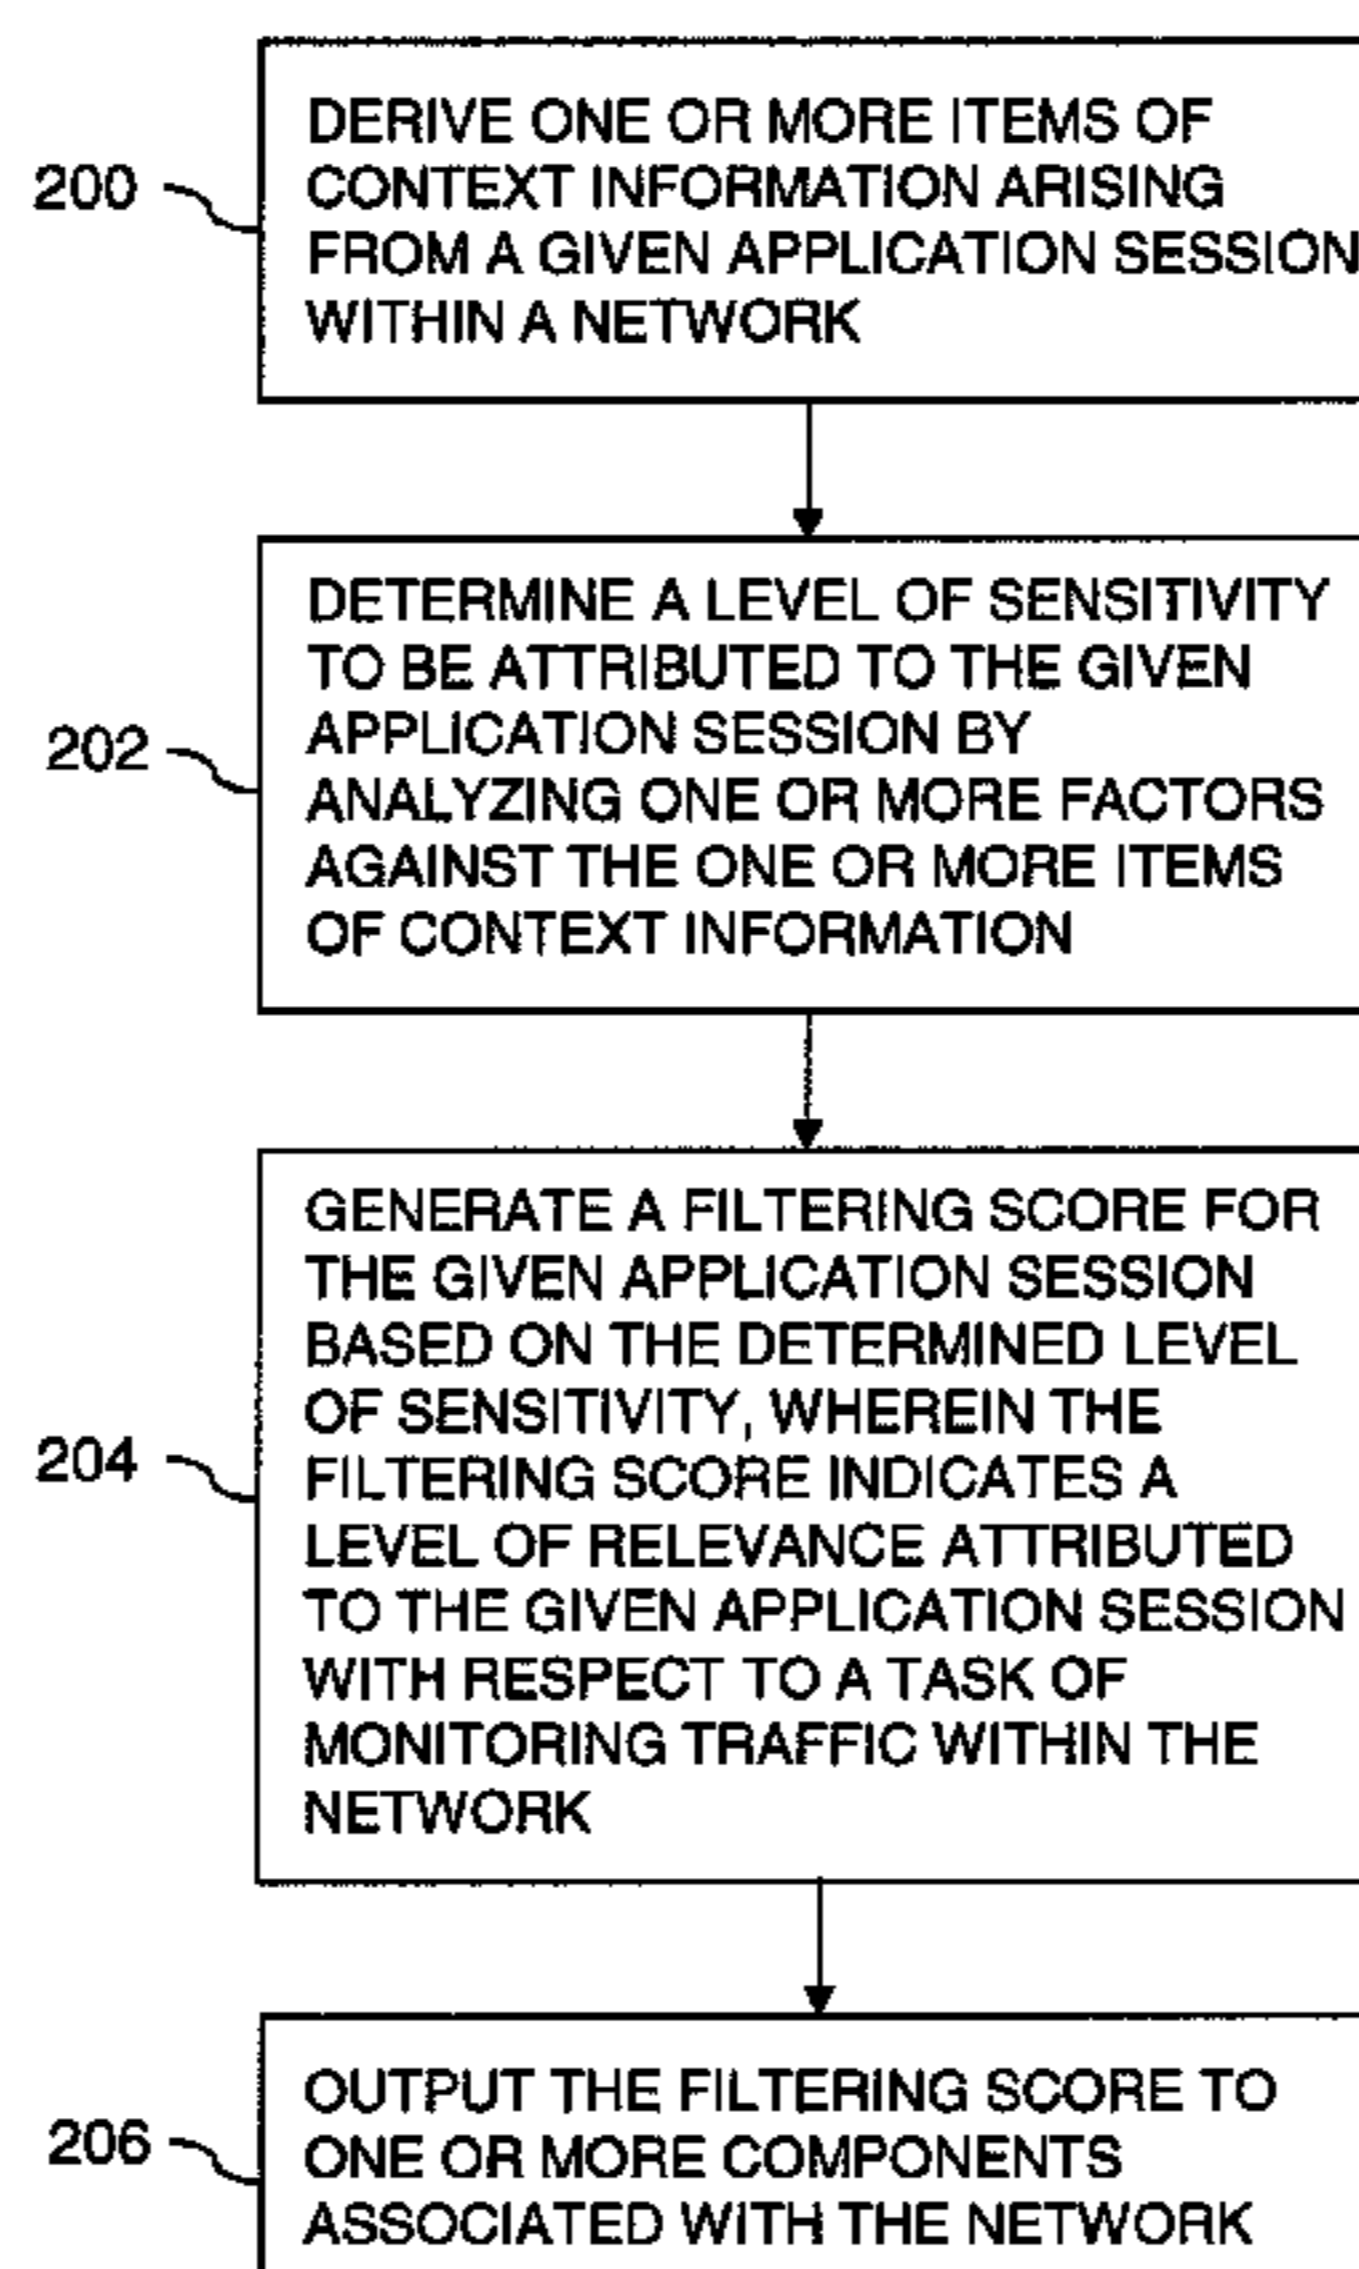 DERIVE ONE OR MORE ITEMS OF
CONTEXT INFORMATION ARISING
200
FROM A GIVEN APPLICATION SESSION
WITHIN A NETWORK
DETERMINE A LEVEL OF SENSITIVITY
TO BE ATTRIBUTED TO THE GIVEN
APPLICATION SESSION BY
202
ANALYZING ONE OR MORE FACTORS
AGAINST THE ONE OR MORE ITEMS
OF CONTEXT INFORMATION
GENERATE A FILTERING SCORE FOR
THE GIVEN APPLICATION SESSION
BASED ON THE DETERMINED LEVEL
OF SENSITIVITY, WHEREIN THE
204
FILTERING SCORE INDICATES A
LEVEL OF RELEVANCE ATTRIBUTED
TO THE GIVEN APPLICATION SESSION
WITH RESPECT TO A TASK OF
MONITORING TRAFFIC WITHIN THE
NETWORK
OUTPUT THE FILTERING SCORE TO
206
ONE OR MORE COMPONENTS
ASSOCIATED WITH THE NETWORK